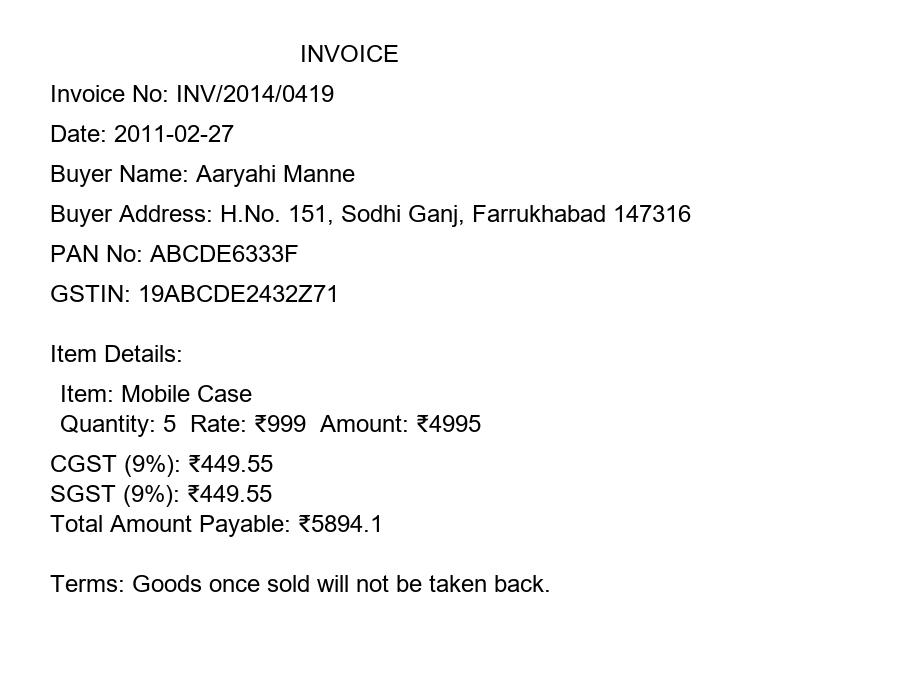 INVOICE
Invoice No: INV/2014/0419
Date: 2011-02-27
Buyer Name: Aaryahi Manne
Buyer Address: H.No. 151, Sodhi Ganj, Farrukhabad 147316
PAN No: ABCDE6333F
GSTIN: 19ABCDE2432Z71
Item Details:
Item: Mobile Case
Quantity: 5 Rate: ₹999 Amount: ₹4995
CGST (9%): ₹449.55
SGST (9%): ₹449.55
Total Amount Payable: ₹5894.1
Terms: Goods once sold will not be taken back.